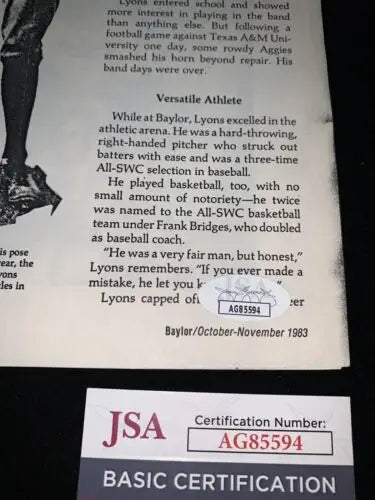 Lyons entered school and showed
more interest in playing in the band
than anything else. But following a
football game against Texas A&M Uni-
versity one day, some rowdy Aggies
smashed his horn beyond repair. His
band days were over.
Versatile Athlete
While at Baylor, Lyons excelled in the
athletic arena. He was a hard-throwing,
right-handed pitcher who struck out
batters with ease and was a three-time
All-SWC selection in baseball.
He played basketball, too, with no
small amount of notoriety—he twice
was named to the All-SWC basketball
team under Frank Bridges, who doubled
as baseball coach.
"He was a very fair man, but honest,"
Lyons remembers. "If you ever made a
mistake, he let you k
Lyons capped of eer
is pose
ear, the
yons
les in
JSA
AG85594
Baylor/October-November 1983
JSA
Certification Number:
AG85594
BASIC CERTIFICATION